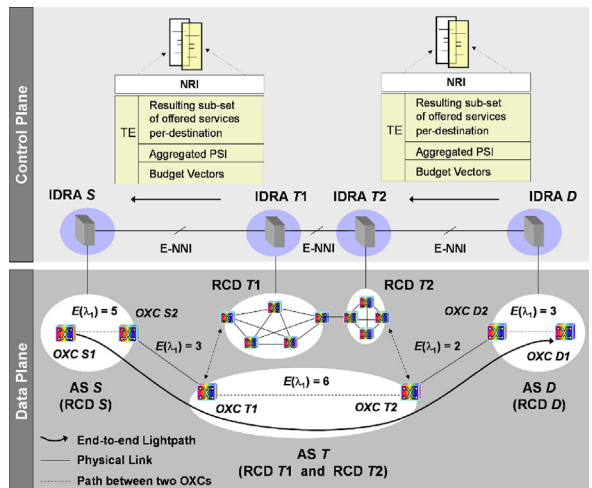 Control Plane
NRI
TE
Resulting sub-set
of offered services
per-destination
Aggregated PSI
Budget Vectors
NRI
TE
Resulting sub-set
of offered services
per-destination
Aggregated PSI
Budget Vectors
IDRA S
IDRA T1
IDRA T2
IDRA D
E-NNI
E-NNI
E-NNI
Data Plane
RCD T1
RCD T2
E(λ1) = 5
OXC S2
OXC S1
E(λ1) = 3
OXC D2
E(λ1) = 3
OXC D1
E(λ1) = 2
AS S
(RCD S)
E(λ1) = 6
OXC T1
OXC T2
AS D
(RCD D)
AS T
(RCD T1 and RCD T2)
End-to-end Lightpath
Physical Link
Path between two OXCs